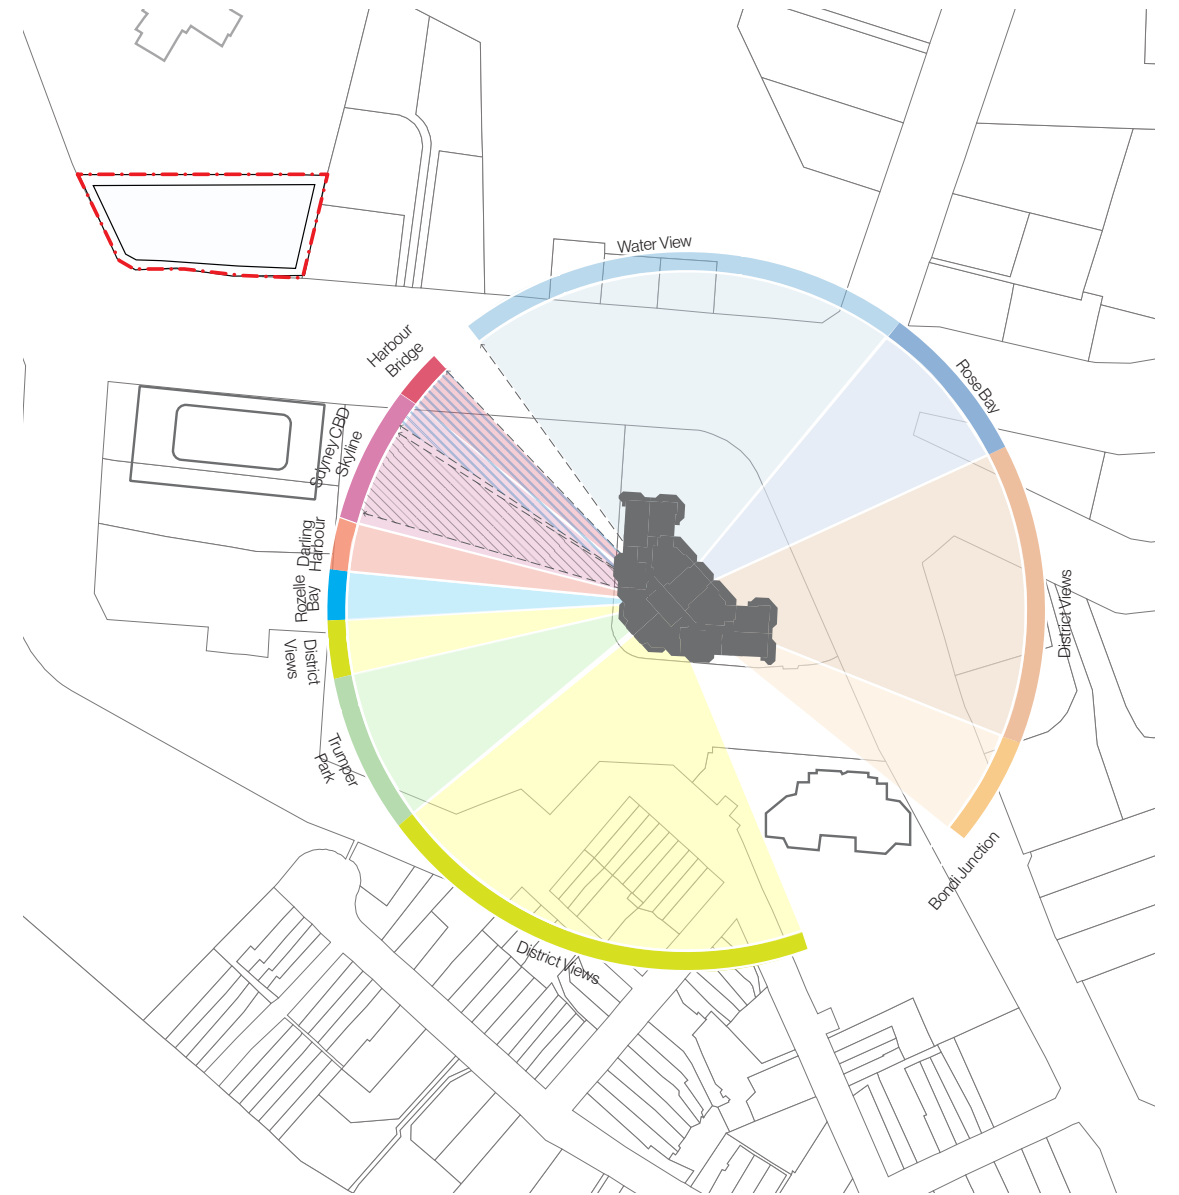 Water View
Harbour
Bridge
Rose Bay
Sdyney CBD
Skyline
Darling
Harbour
Rozelle
Bay
District
Views
District Views
Trumper
Park
Bondi Junction
District Views